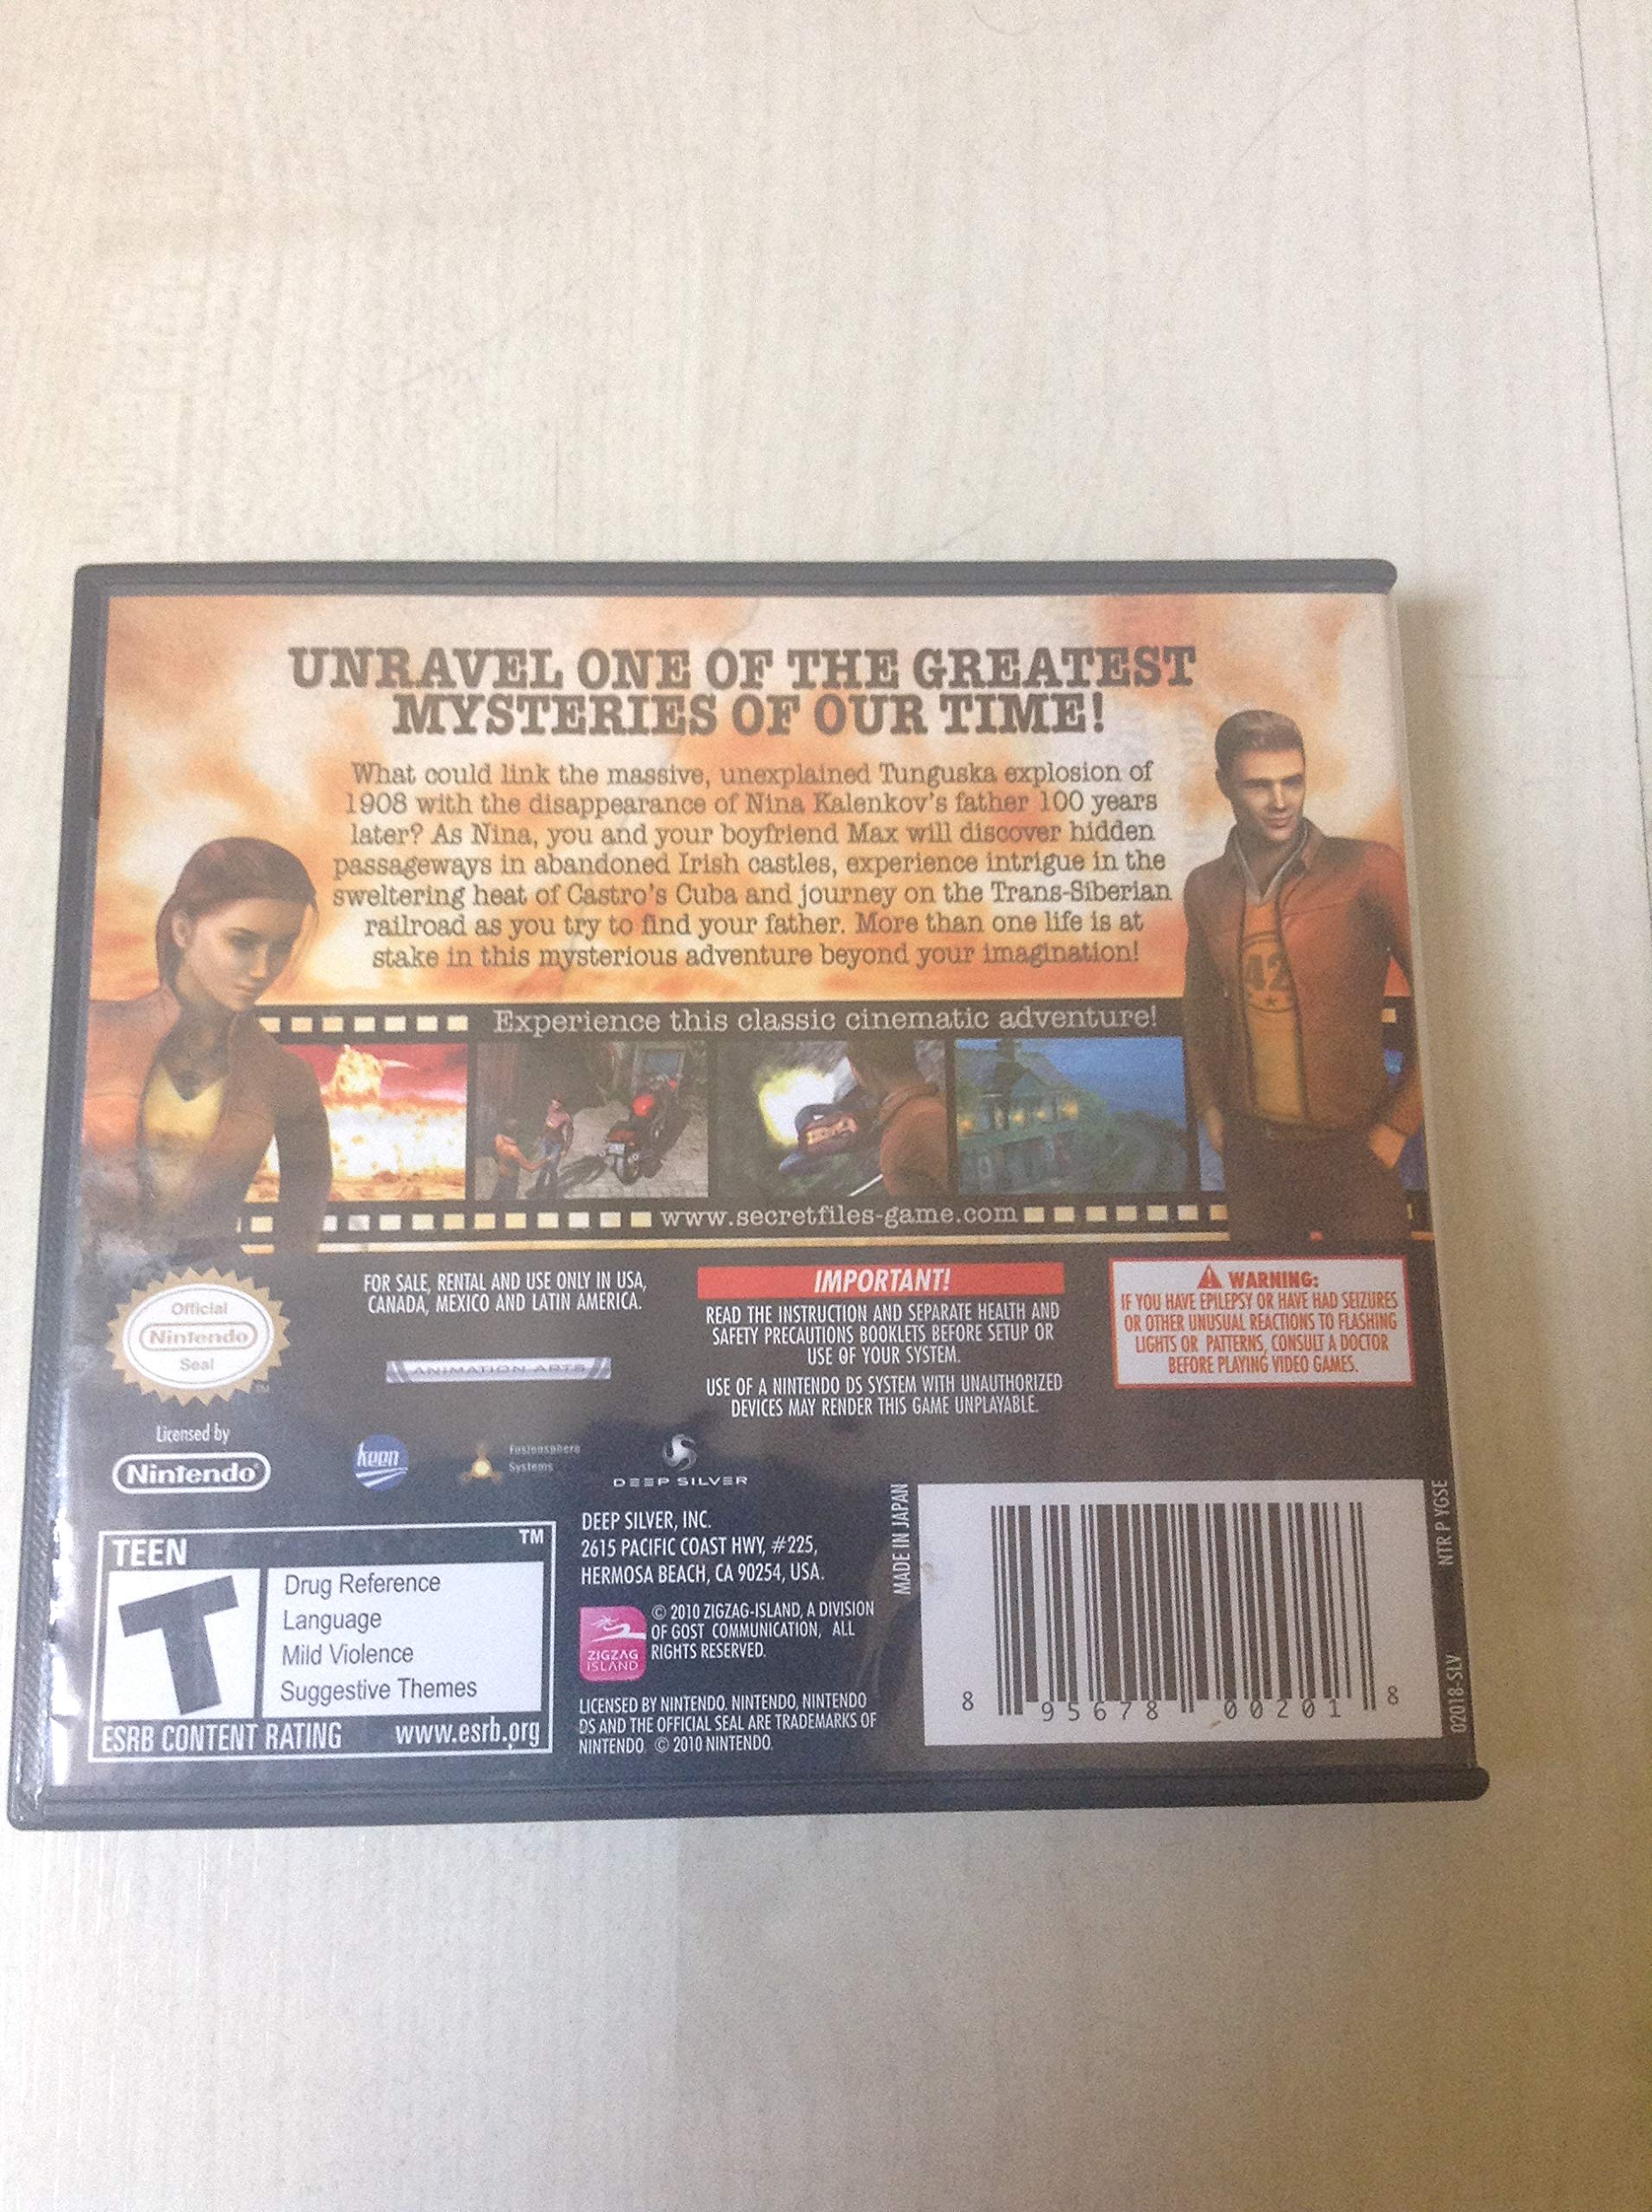 UNRAVEL ONE OF THE GREATEST
MYSTERIES OF OUR TIME!
What could link the massive, unexplained Tunguska explosion of
1908 with the disappearance of Nina Kalenkov's father 100 years
later? As Nina, you and your boyfriend Max will discover hidden
passageways in abandoned Irish castles, experience intrigue in the
sweltering heat of Castro's Cuba and journey on the Trans-Siberian
railroad as you try to find your father. More than one life is at
stake in this mysterious adventure beyond your imagination!
42
Experience this classic cinematic adventure!
www.secretfiles-game.com
Official
Nintendo
Seal
TM
Licensed by
Nintendo®
FOR SALE, RENTAL AND USE ONLY IN USA,
CANADA, MEXICO AND LATIN AMERICA.
ANIMATION ARTS
keen
Fusionsphere
Systems
DEEP SILVER
IMPORTANT!
READ THE INSTRUCTION AND SEPARATE HEALTH AND
SAFETY PRECAUTIONS BOOKLETS BEFORE SETUP OR
USE OF YOUR SYSTEM.
USE OF A NINTENDO DS SYSTEM WITH UNAUTHORIZED
DEVICES MAY RENDER THIS GAME UNPLAYABLE.
WARNING:
IF YOU HAVE EPILEPSY OR HAVE HAD SEIZURES
OR OTHER UNUSUAL REACTIONS TO FLASHING
LIGHTS OR PATTERNS, CONSULT A DOCTOR
BEFORE PLAYING VIDEO GAMES.
TEEN
TM
T
Drug Reference
Language
Mild Violence
Suggestive Themes
ESRB CONTENT RATING www.esrb.org
DEEP SILVER, INC.
2615 PACIFIC COAST HWY, #225,
HERMOSA BEACH, CA 90254, USA.
ZIGZAG
ISLAND
© 2010 ZIGZAG-ISLAND, A DIVISION
OF GOST COMMUNICATION, ALL
RIGHTS RESERVED.
LICENSED BY NINTENDO. NINTENDO, NINTENDO
DS AND THE OFFICIAL SEAL ARE TRADEMARKS OF
NINTENDO. © 2010 NINTENDO.
MADE IN JAPAN
8 95678 00201 8
NTR P YGSE
02018-SLV